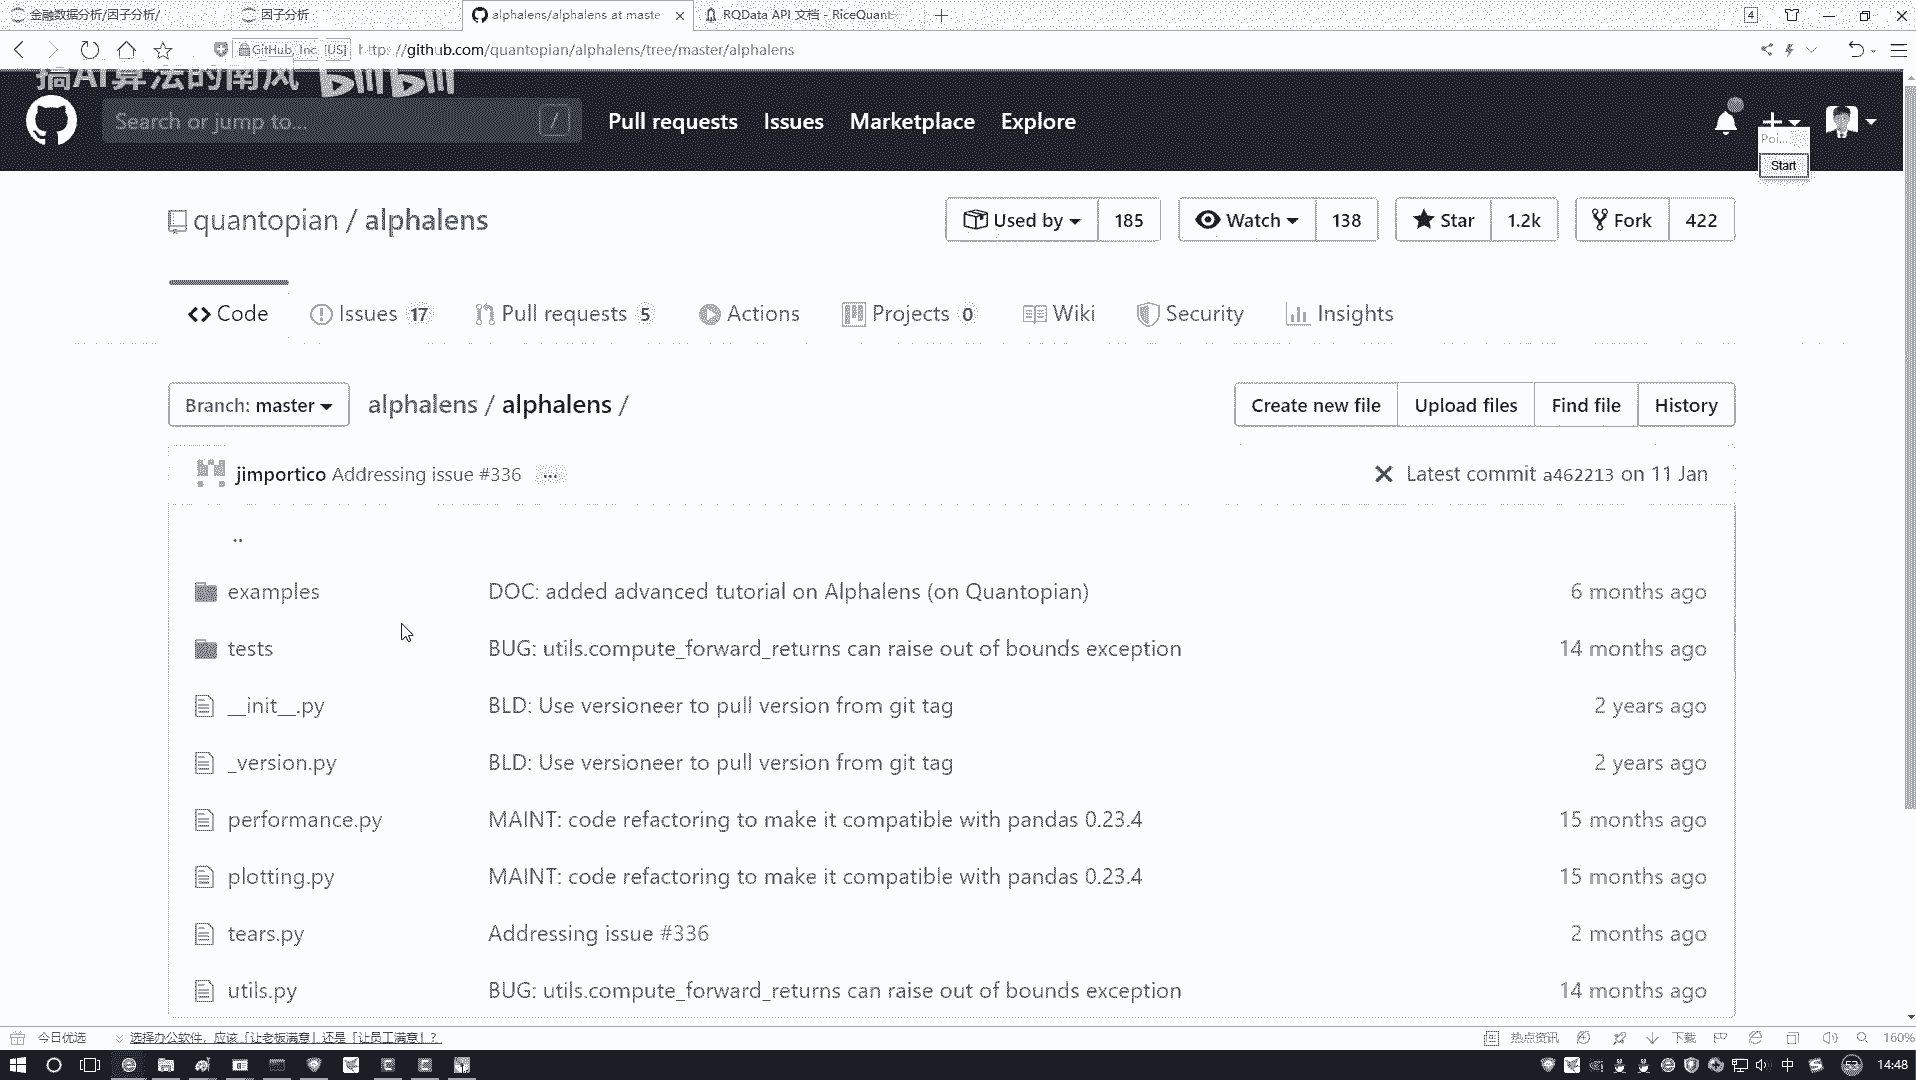 金融数据分析/因子分析/
因子分析
alphalens/alphalens at maste
RQData API 文档 - RiceQuant
4
GitHub, Inc. [US]
https://github.com/quantopian/alphalens/tree/master/alphalens
搞AI算法的南风 bilibili
Search or jump to...
/
Pull requests
Issues
Marketplace
Explore
Poi...
Start
quantopian / alphalens
Used by 185
Watch 138
Star 1.2k
Fork 422
Code
Issues 17
Pull requests 5
Actions
Projects 0
Wiki
Security
Insights
Branch: master
alphalens / alphalens /
Create new file
Upload files
Find file
History
jimportico Addressing issue #336 ...
Latest commit a462213 on 11 Jan
..
examples DOC: added advanced tutorial on Alphalens (on Quantopian) 6 months ago
tests BUG: utils.compute_forward_returns can raise out of bounds exception 14 months ago
__init__.py BLD: Use versioneer to pull version from git tag 2 years ago
_version.py BLD: Use versioneer to pull version from git tag 2 years ago
performance.py MAINT: code refactoring to make it compatible with pandas 0.23.4 15 months ago
plotting.py MAINT: code refactoring to make it compatible with pandas 0.23.4 15 months ago
tears.py Addressing issue #336 2 months ago
utils.py BUG: utils.compute_forward_returns can raise out of bounds exception 14 months ago
今日优选
选择办公软件，应该「让老板满意」还是「让员工满意」？
热点资讯
下载
160%
中
53
14:48